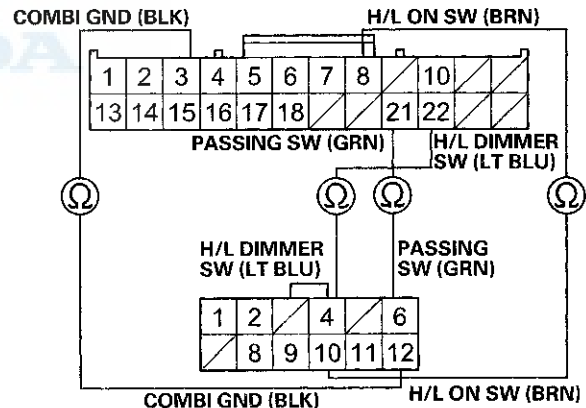 COMBI GND (BLK)
H/L ON SW (BRN)
1 2 3 4 5 6 7 8 10
13 14 15 16 17 18 21 22
PASSING SW (GRN)
H/L DIMMER
SW (LT BLU)
Ω Ω Ω Ω
H/L DIMMER
SW (LT BLU)
PASSING
SW (GRN)
1 2 4 6
8 9 10 11 12
COMBI GND (BLK)
H/L ON SW (BRN)